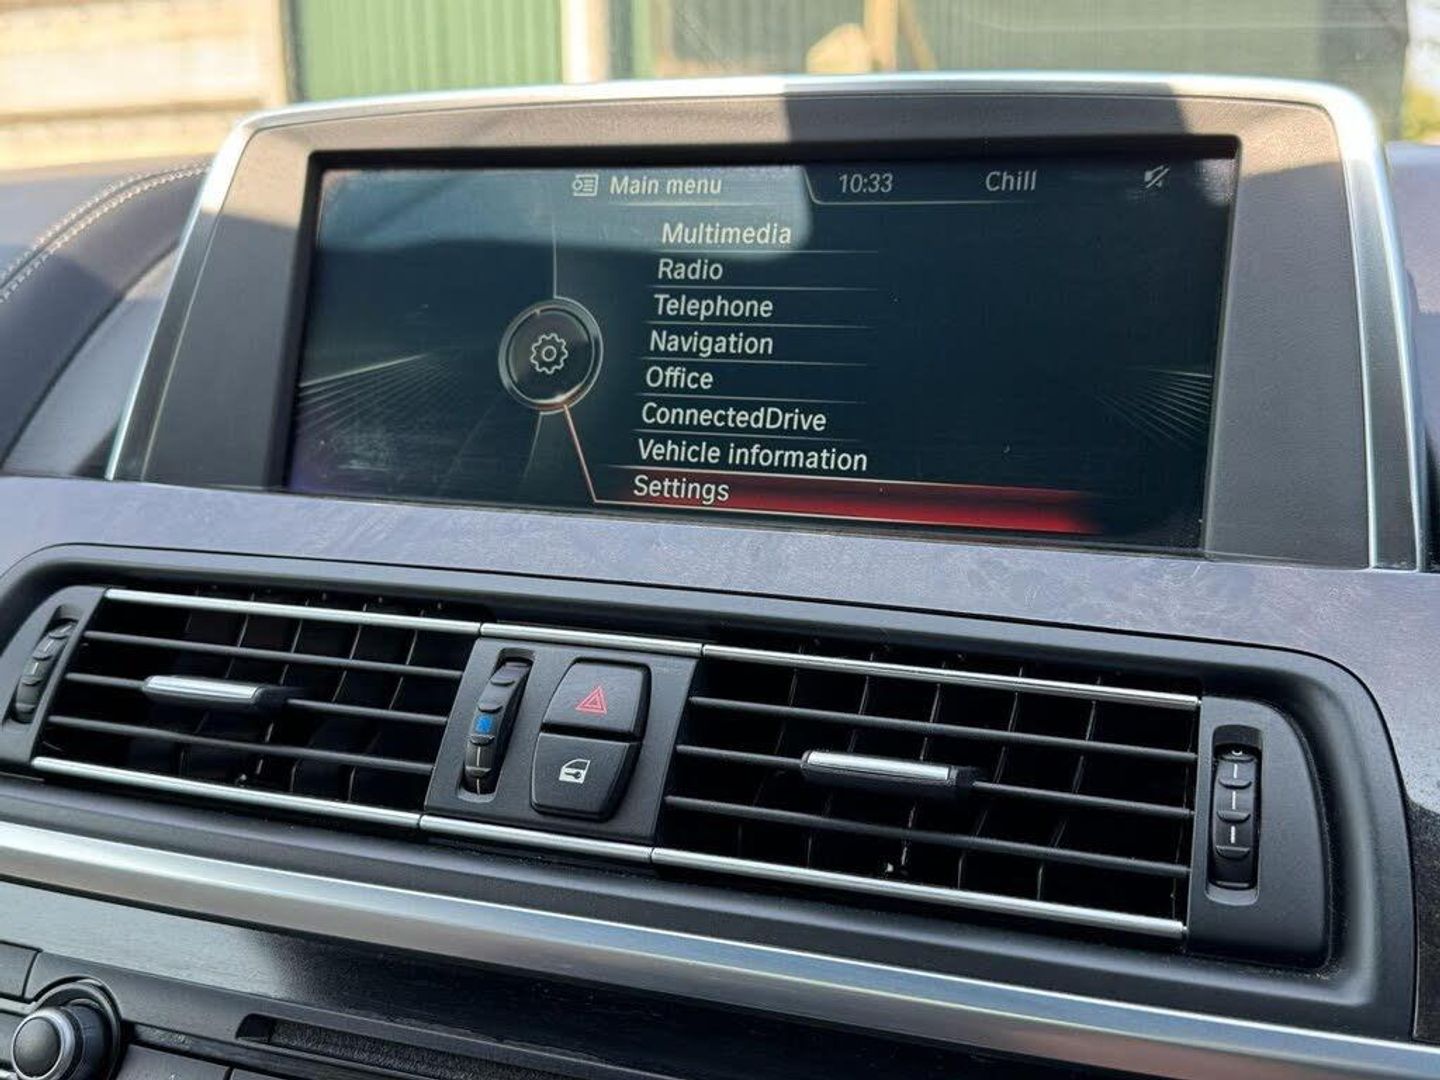 Main menu 10:33 Chill
Multimedia
Radio
Telephone
Navigation
Office
ConnectedDrive
Vehicle information
Settings